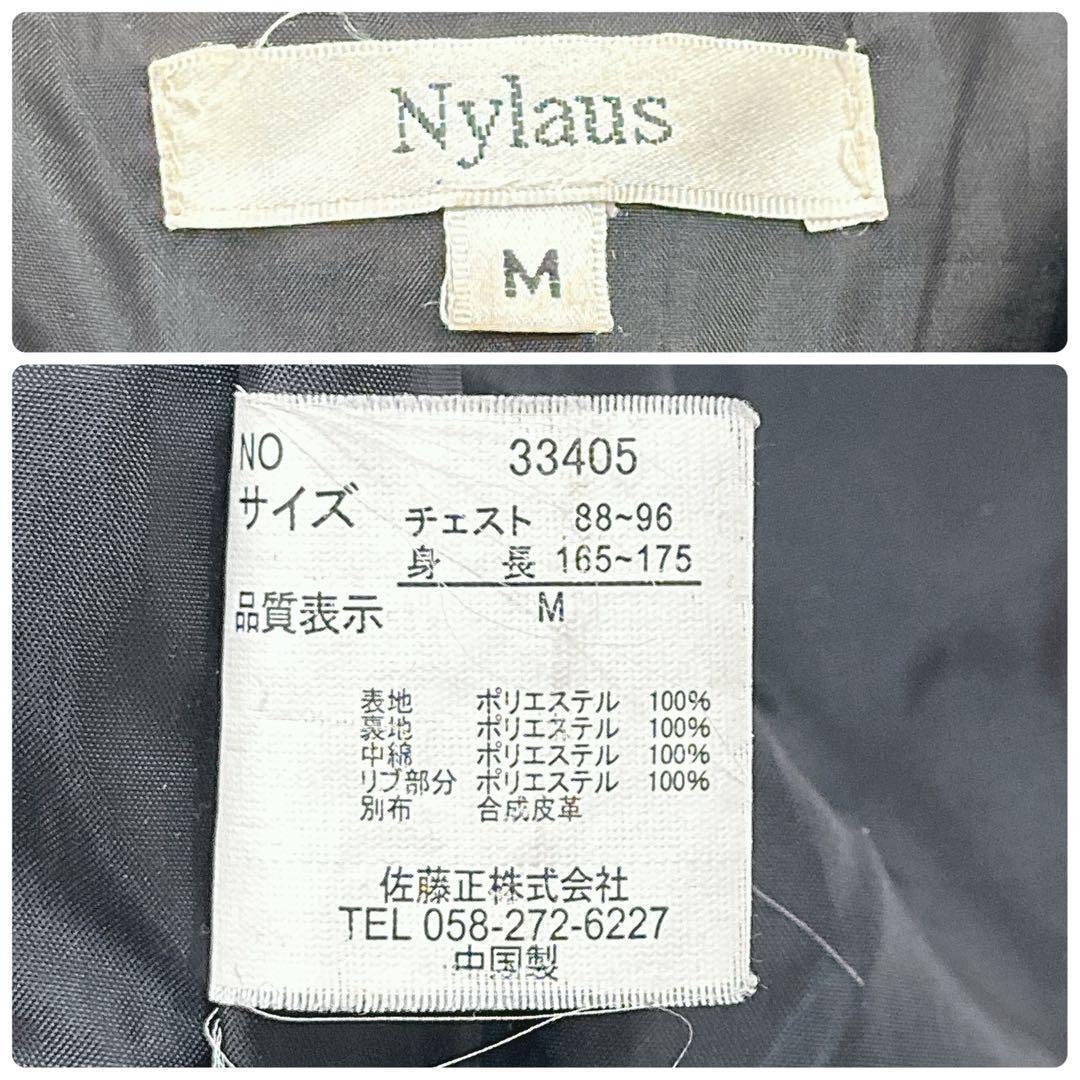 Nylaus
M
NO 33405
サイズ チェスト 88~96
身 長 165~175
品質表示 M
表地 ポリエステル 100%
裏地 ポリエステル 100%
中綿 ポリエステル 100%
リブ部分 ポリエステル 100%
別布 合成皮革
佐藤正株式会社
TEL 058-272-6227
中国製